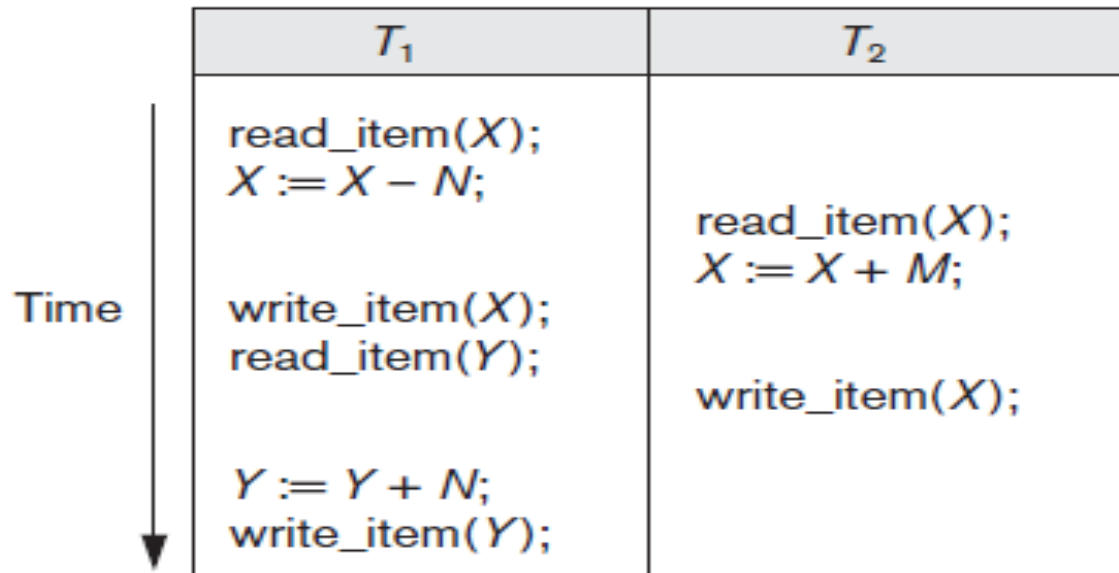 T₁ T₂
read_item(X);
X := X – N;
read_item(X);
X := X + M;
Time
write_item(X);
read_item(Y);
write_item(X);
Y := Y + N;
write_item(Y);